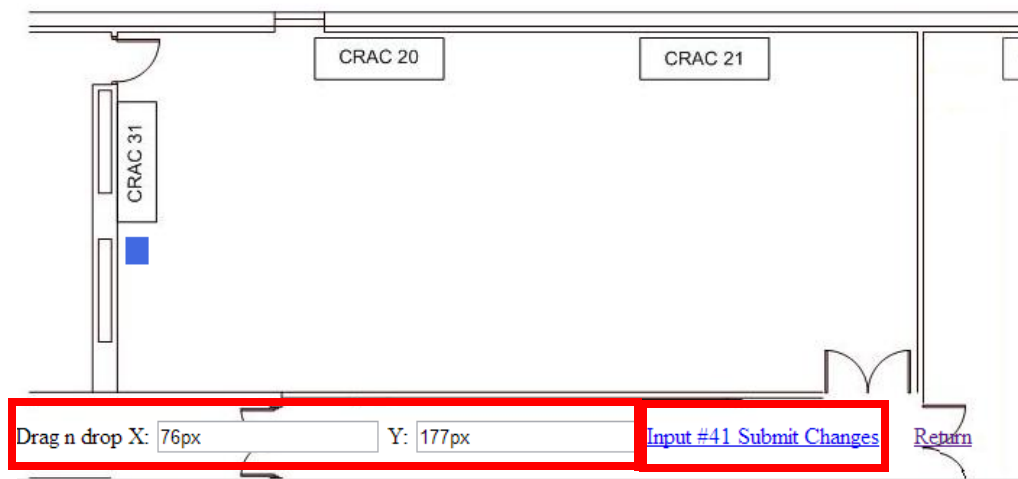 CRAC 20
CRAC 21
CRAC 31
Drag n drop X: 76px Y: 177px Input #41 Submit Changes Return